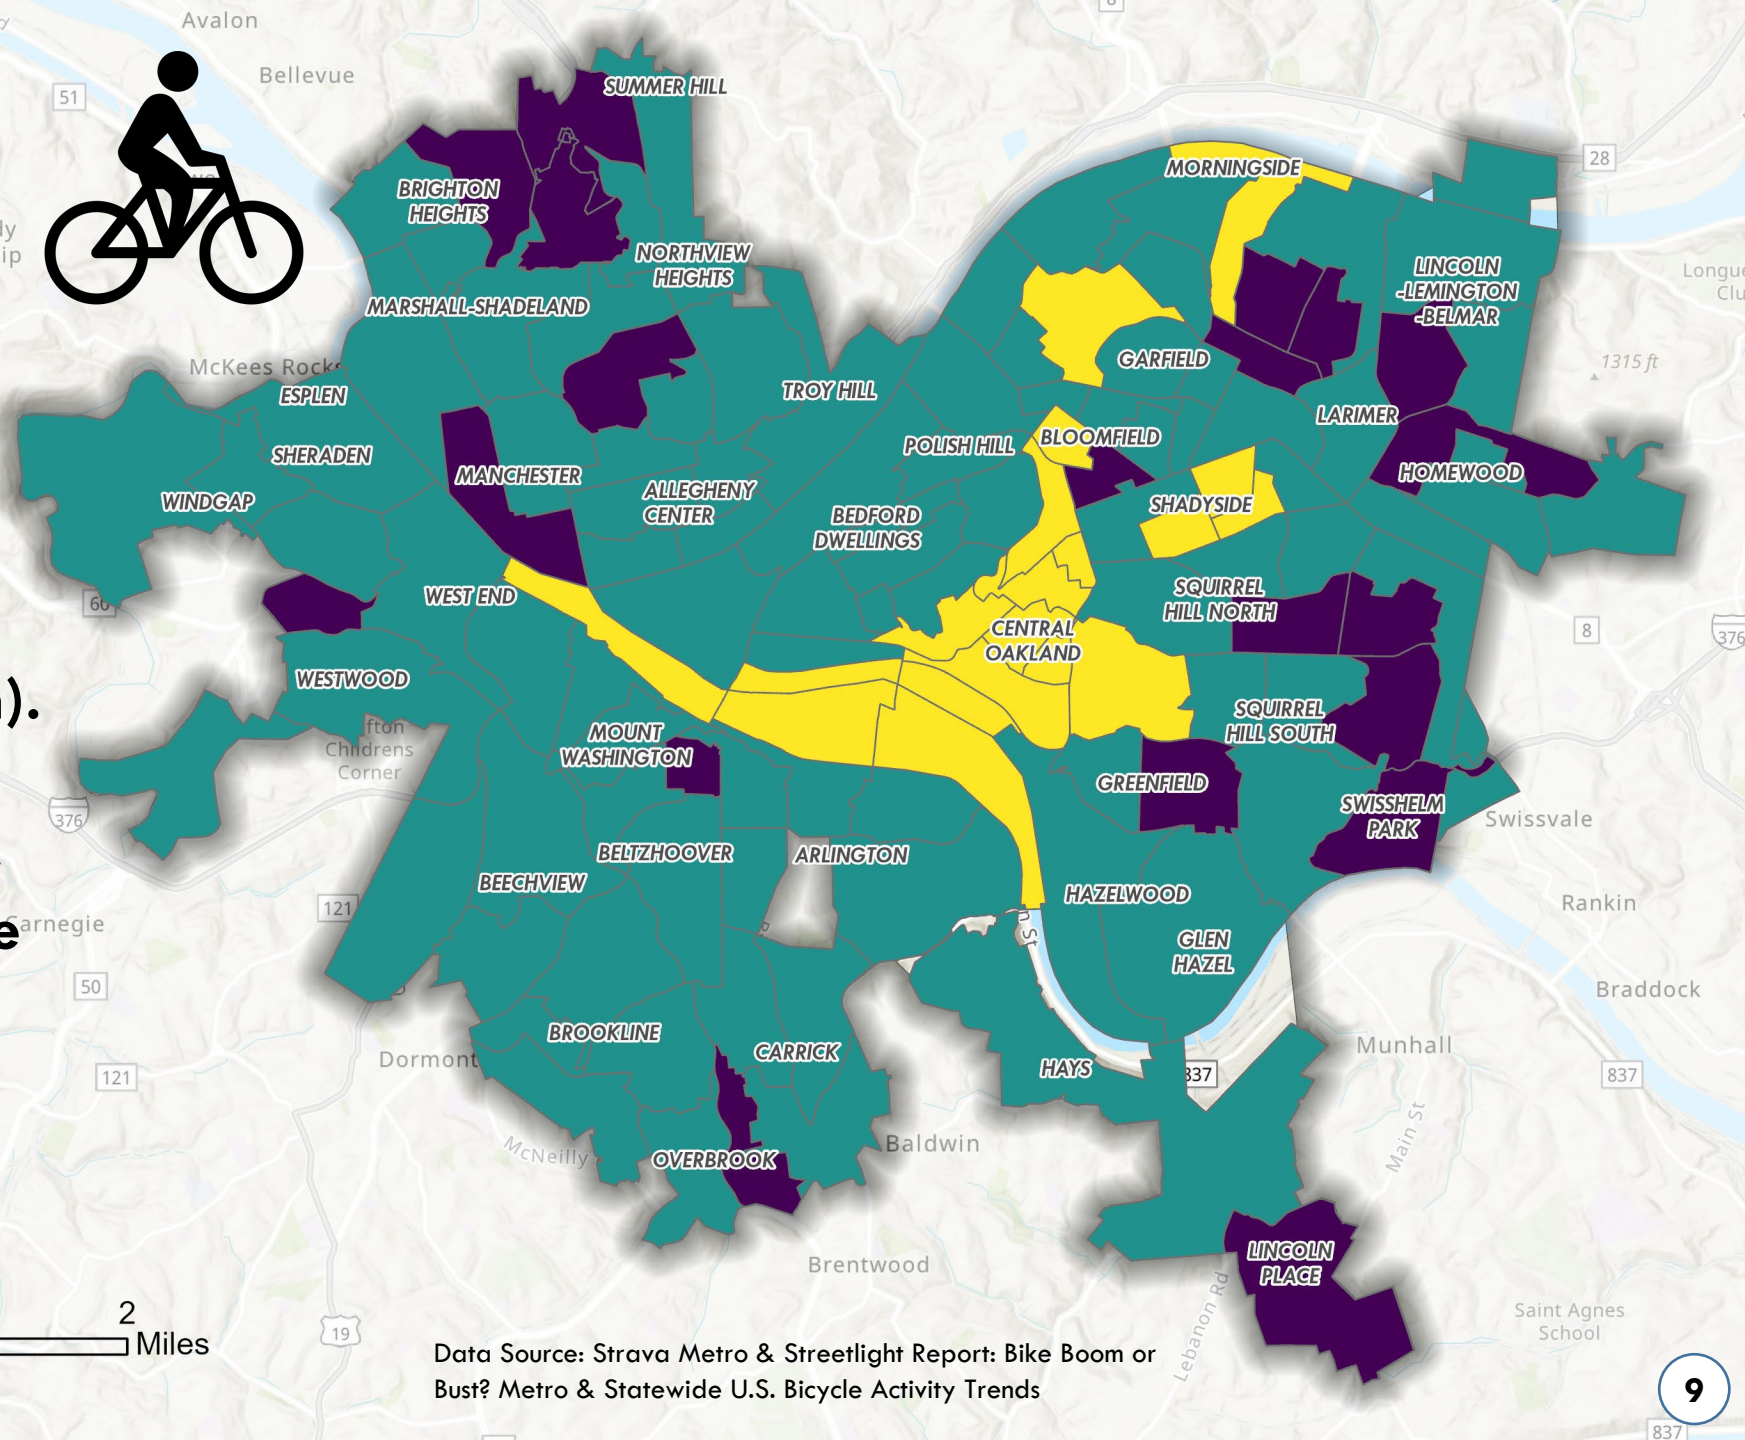 Avalon
Bellevue
51
SUMMER HILL
8
BRIGHTON
HEIGHTS
MORNINGSIDE
28
NORTHVIEW
HEIGHTS
LINCOLN
-LEMINGTON
-BELMAR
MARSHALL-SHADELAND
McKees Rocks
GARFIELD
1315 ft
ESPLEN
TROY HILL
LARIMER
SHERADEN
POLISH HILL
BLOOMFIELD
MANCHESTER
HOMEWOOD
WINDGAP
ALLEGHENY
CENTER
SHADYSIDE
BEDFORD
DWELLINGS
60
WEST END
SQUIRREL
HILL NORTH
CENTRAL
OAKLAND
8
376
WESTWOOD
).
SQUIRREL
HILL SOUTH
MOUNT
WASHINGTON
fton
Childrens
Corner
376
GREENFIELD
SWISSHELM
PARK
Swissvale
BELTZHOOVER
ARLINGTON
BEECHVIEW
HAZELWOOD
121
Rankin
arnegie
e
GLEN
HAZEL
n St
50
Braddock
BROOKLINE
CARRICK
Dormont
HAYS
Munhall
121
837
837
McNeilly
Baldwin
Main St
OVERBROOK
LINCOLN
PLACE
Brentwood
Lebanon Rd
2
Miles
19
Saint Agnes
School
Data Source: Strava Metro & Streetlight Report: Bike Boom or
Bust? Metro & Statewide U.S. Bicycle Activity Trends
9
837